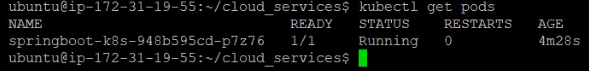 ubuntu@ip-172-31-19-55:~/cloud_services$ kubectl get pods
NAME READY STATUS RESTARTS AGE
springboot-k8s-948b595cd-p7z76 1/1 Running 0 4m28s
ubuntu@ip-172-31-19-55:~/cloud_services$